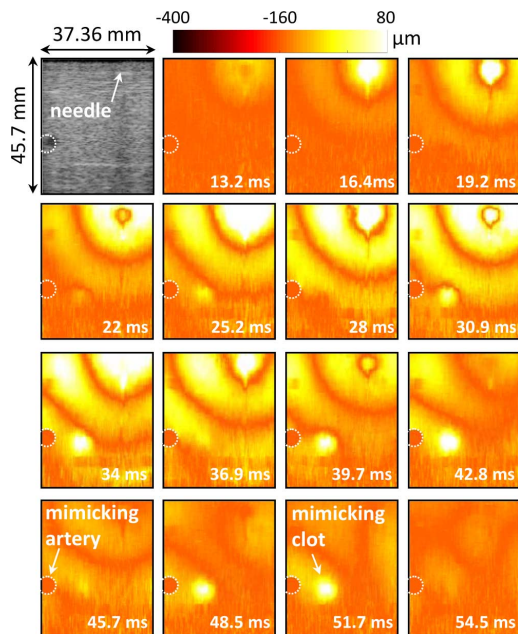 -400
-160
80
μm
37.36 mm
45.7 mm
needle
13.2 ms
16.4ms
19.2 ms
22 ms
25.2 ms
28 ms
30.9 ms
34 ms
36.9 ms
39.7 ms
42.8 ms
mimicking
artery
45.7 ms
48.5 ms
mimicking
clot
51.7 ms
54.5 ms